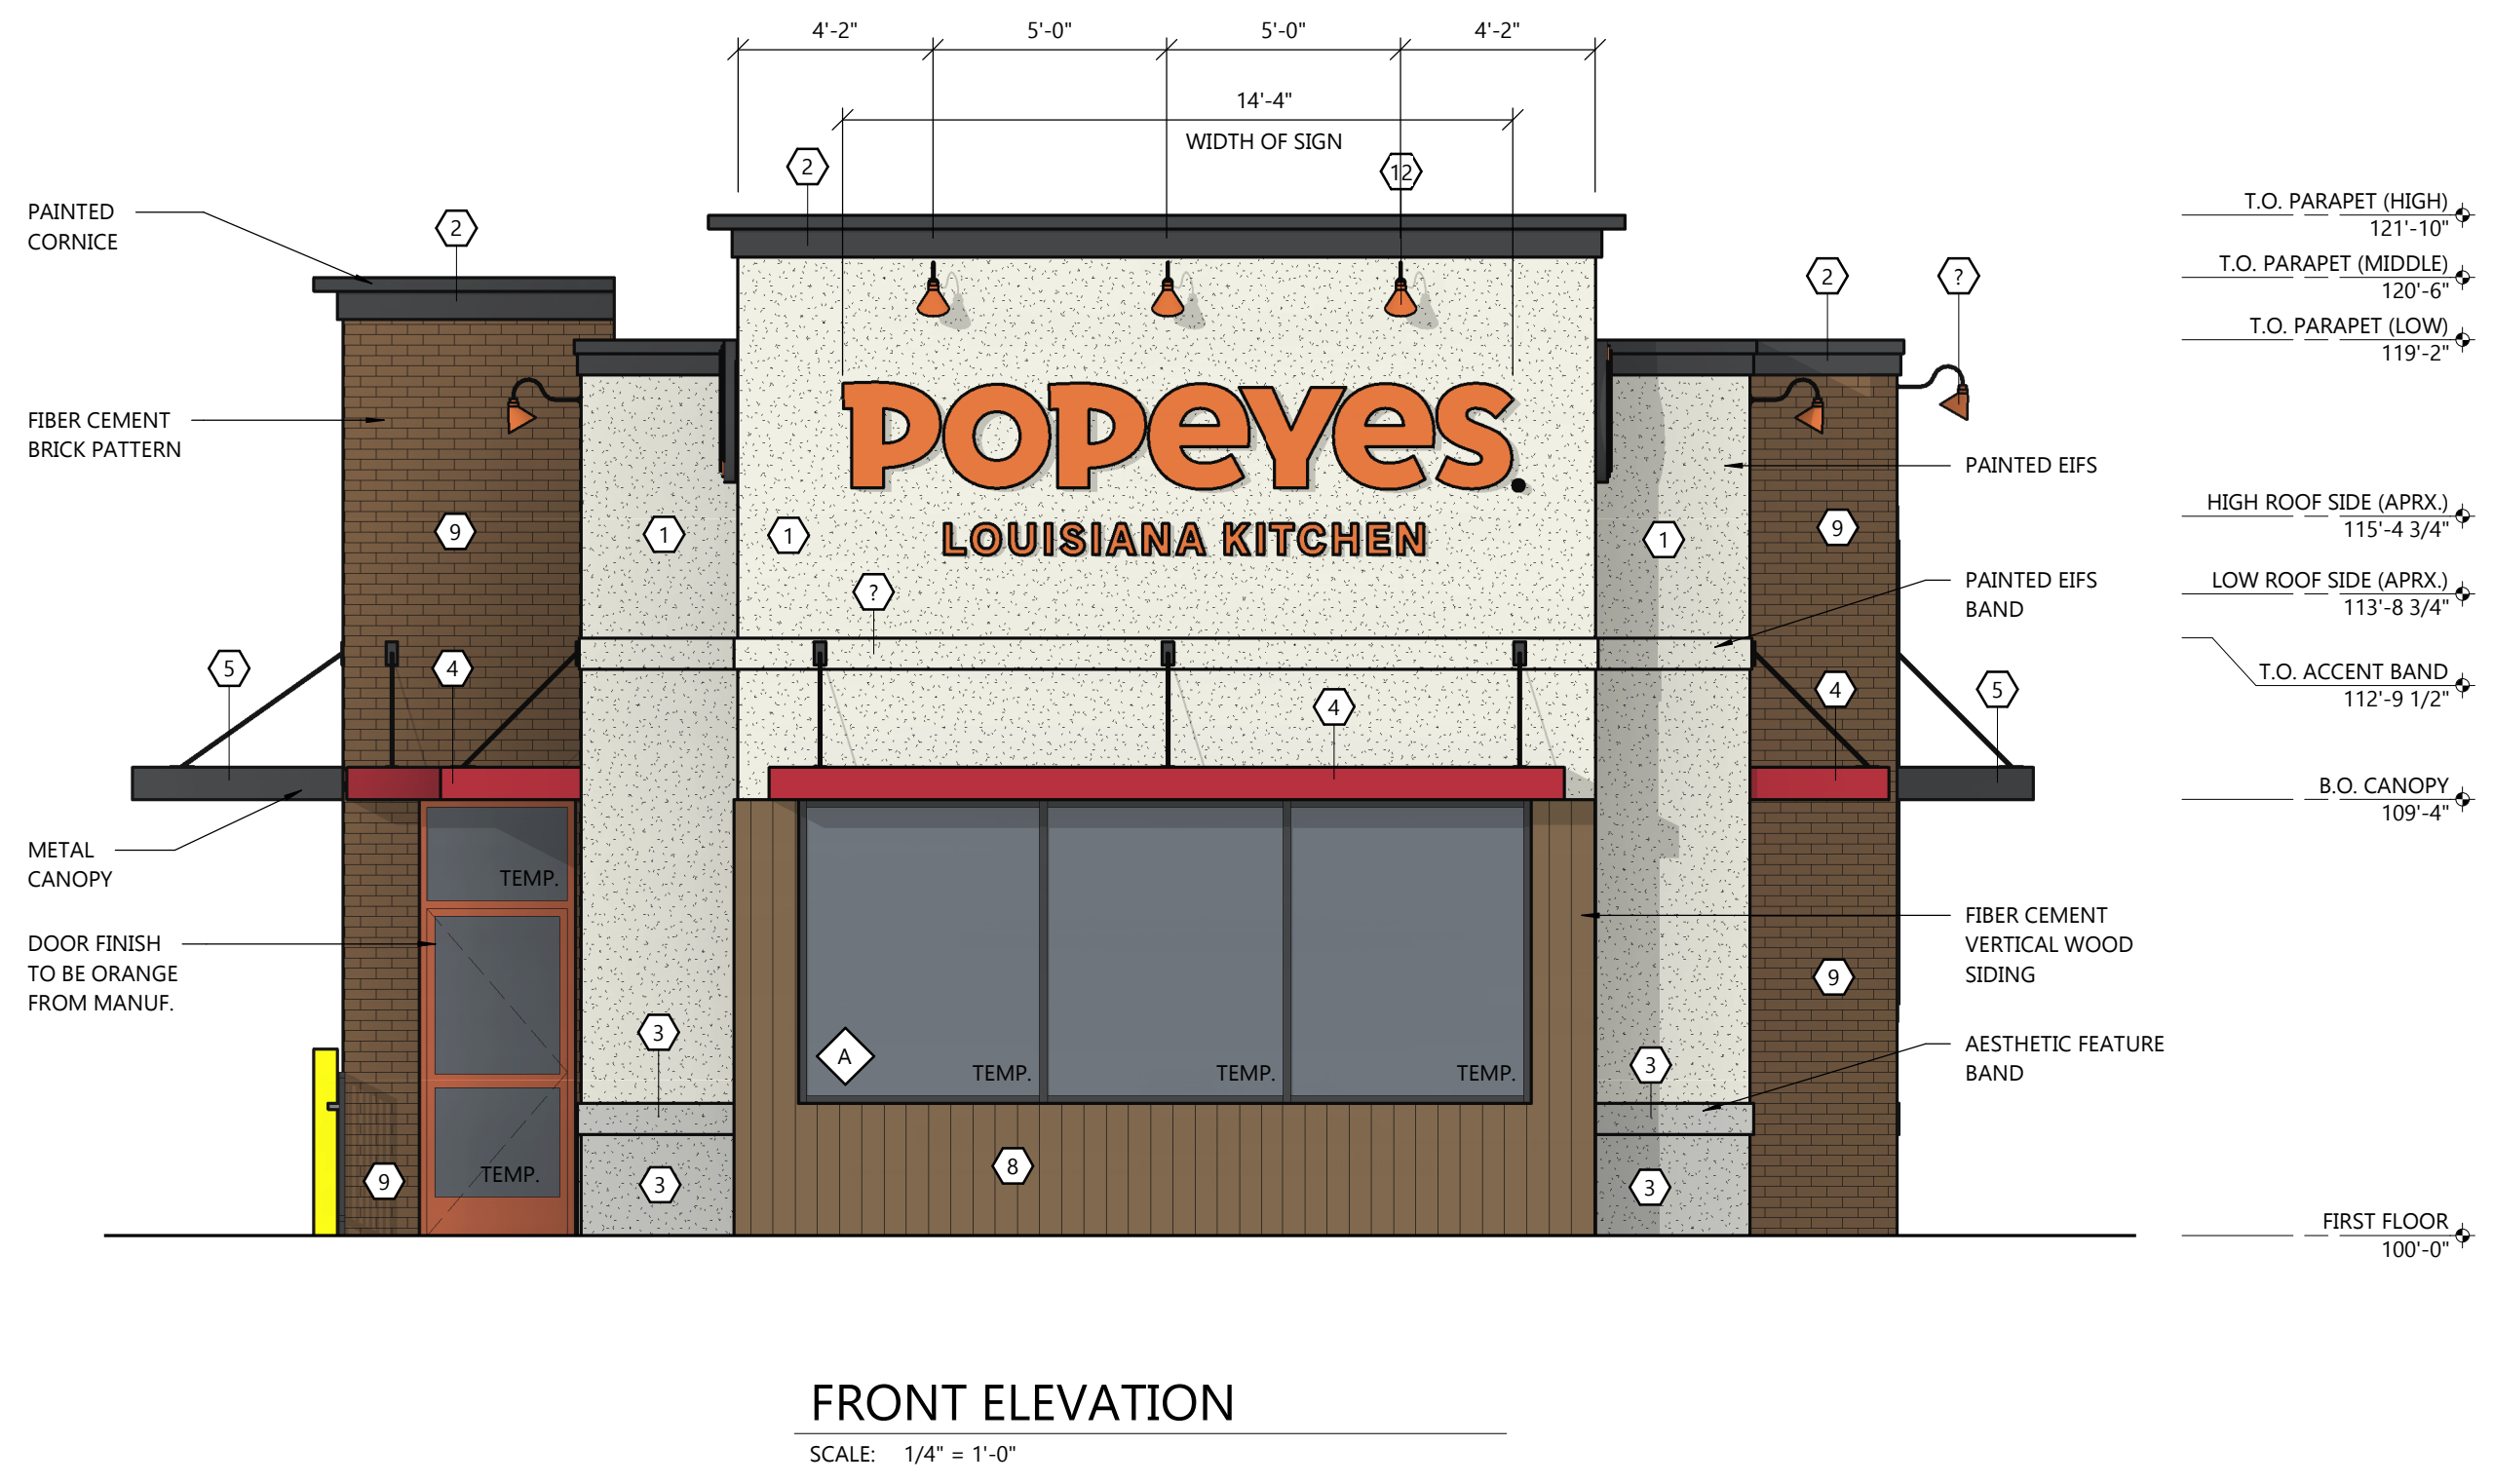 4'-2" 5'-0" 5'-0" 4'-2"
14'-4"
WIDTH OF SIGN
2
12
PAINTED
CORNICE
2
2
?
T.O. PARAPET (HIGH)
121'-10"
T.O. PARAPET (MIDDLE)
120'-6"
T.O. PARAPET (LOW)
119'-2"
FIBER CEMENT
BRICK PATTERN
POPEYES.
LOUISIANA KITCHEN
PAINTED EIFS
9
1
1
1
9
HIGH ROOF SIDE (APRX.)
115'-4 3/4"
?
PAINTED EIFS
BAND
LOW ROOF SIDE (APRX.)
113'-8 3/4"
5
4
4
4
5
T.O. ACCENT BAND
112'-9 1/2"
B.O. CANOPY
109'-4"
METAL
CANOPY
TEMP.
DOOR FINISH
TO BE ORANGE
FROM MANUF.
FIBER CEMENT
VERTICAL WOOD
SIDING
9
3
A
TEMP.
TEMP.
TEMP.
3
AESTHETIC FEATURE
BAND
9
TEMP.
3
8
3
FIRST FLOOR
100'-0"
FRONT ELEVATION
SCALE: 1/4" = 1'-0"